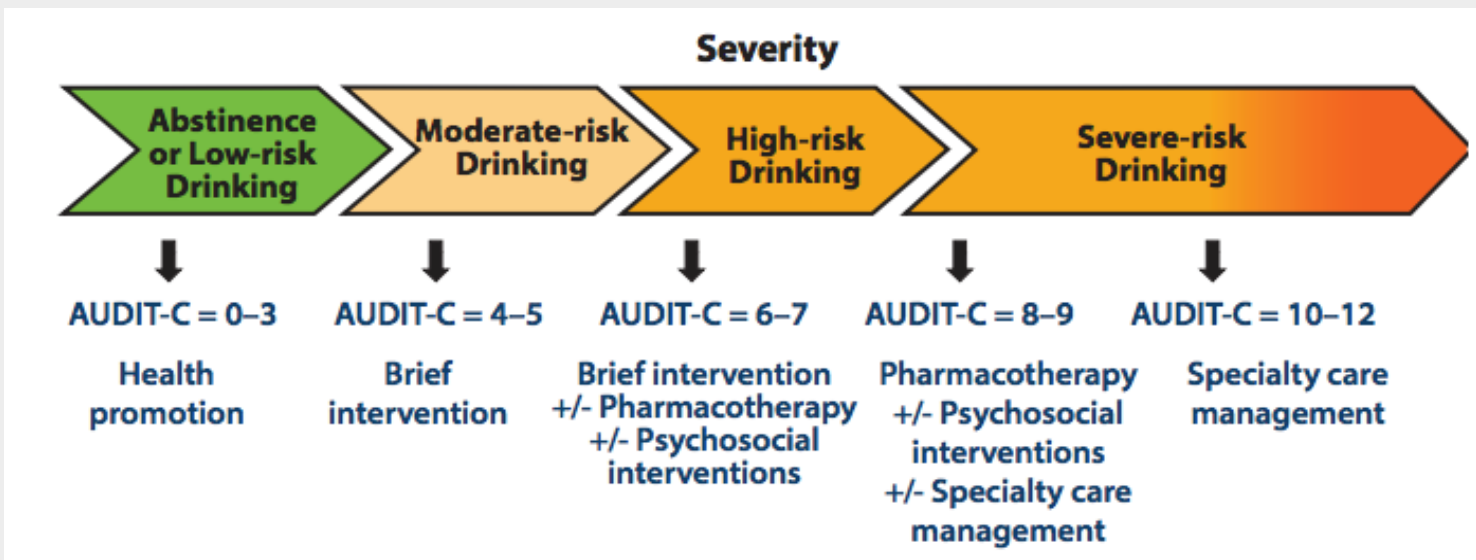 Severity
Abstinence
or Low-risk
Drinking
Moderate-risk
Drinking
High-risk
Drinking
Severe-risk
Drinking
AUDIT-C = 0–3
AUDIT-C = 4–5
AUDIT-C = 6–7
AUDIT-C = 8–9
AUDIT-C = 10–12
Health
promotion
Brief
intervention
Brief intervention
+/- Pharmacotherapy
+/- Psychosocial
interventions
Pharmacotherapy
+/- Psychosocial
interventions
+/- Specialty care
management
Specialty care
management